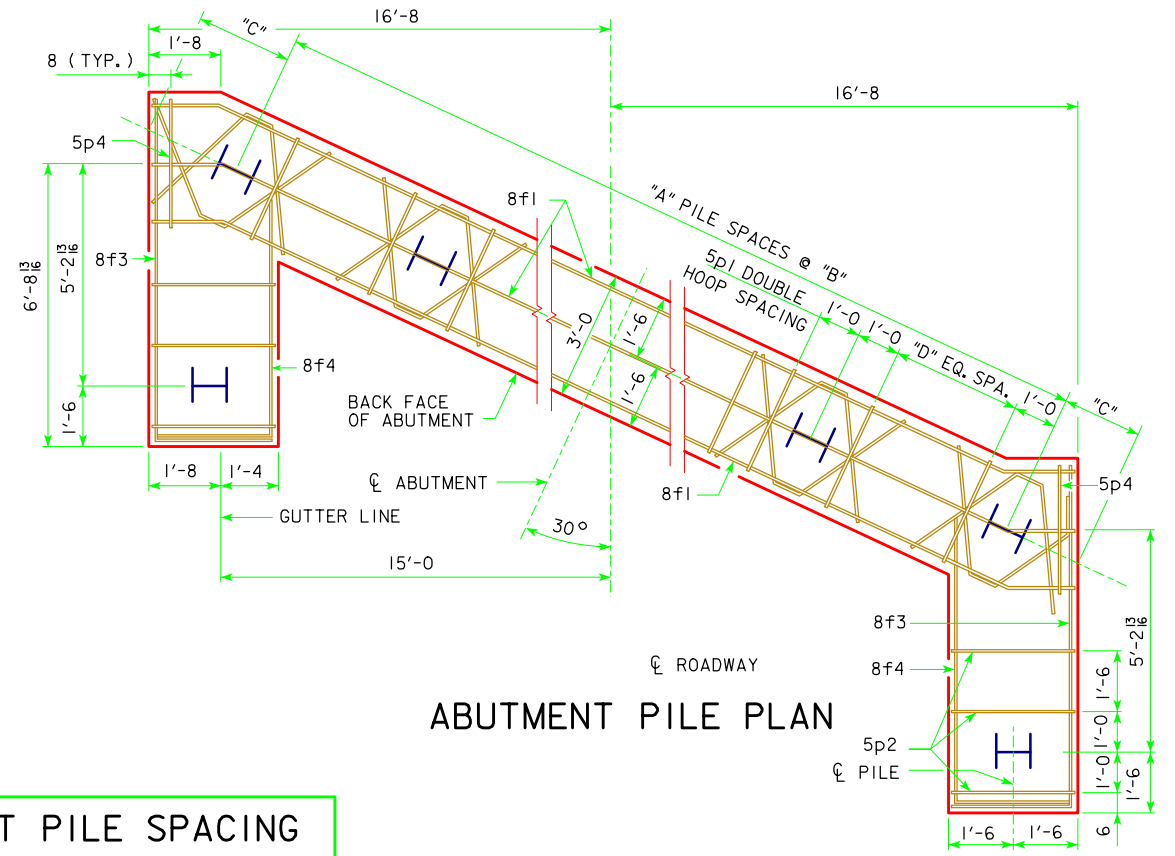 16'-8
"C"
1'-8
8 (TYP.)
16'-8
5p4
8f1
"A" PILE SPACES @ "B"
5p1 DOUBLE
HOOP SPACING
1'-0
1'-0
"D" EQ. SPA.
1'-0
"C"
8f3
6'-8 13/16
5'-2 13/16
1'-6
3'-0
1'-6
1'-6
8f4
BACK FACE
OF ABUTMENT
1'-8
1'-4
℄ ABUTMENT
8f1
5p4
GUTTER LINE
30°
15'-0
8f3
℄ ROADWAY
8f4
5'-2 13/16
1'-6
ABUTMENT PILE PLAN
5p2
1'-0
℄ PILE
1'-0
1'-6
T PILE SPACING
1'-6
1'-6
6